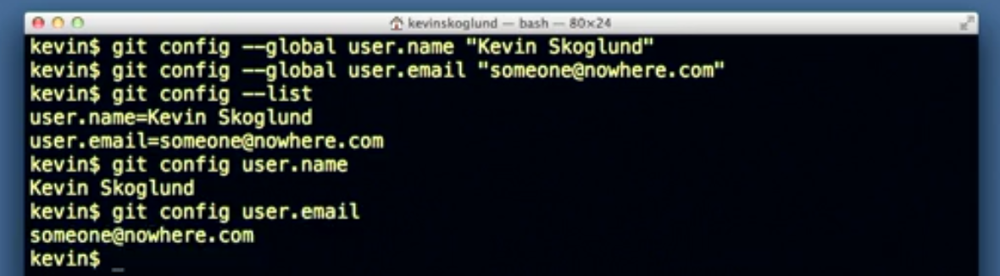 kevinskoglund — bash — 80×24
kevin$ git config --global user.name "Kevin Skoglund"
kevin$ git config --global user.email "someone@nowhere.com"
kevin$ git config --list
user.name=Kevin Skoglund
user.email=someone@nowhere.com
kevin$ git config user.name
Kevin Skoglund
kevin$ git config user.email
someone@nowhere.com
kevin$ _